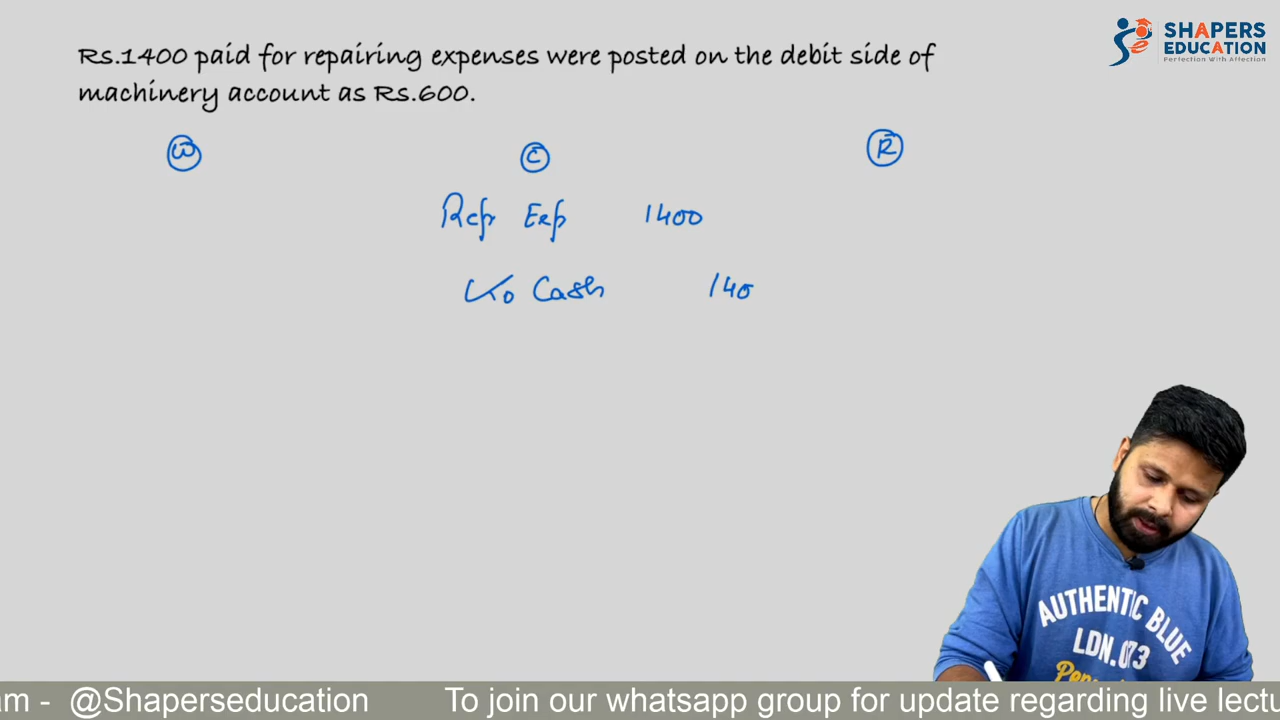 SHAPERS
EDUCATION
Perfection With Affection
Rs.1400 paid for repairing expenses were posted on the debit side of
machinery account as Rs.600.
W C R
Rep Exp 1400
To Cash 140
AUTHENTIC BLUE
LDN.
am - @Shaperseducation To join our whatsapp group for update regarding live lectu